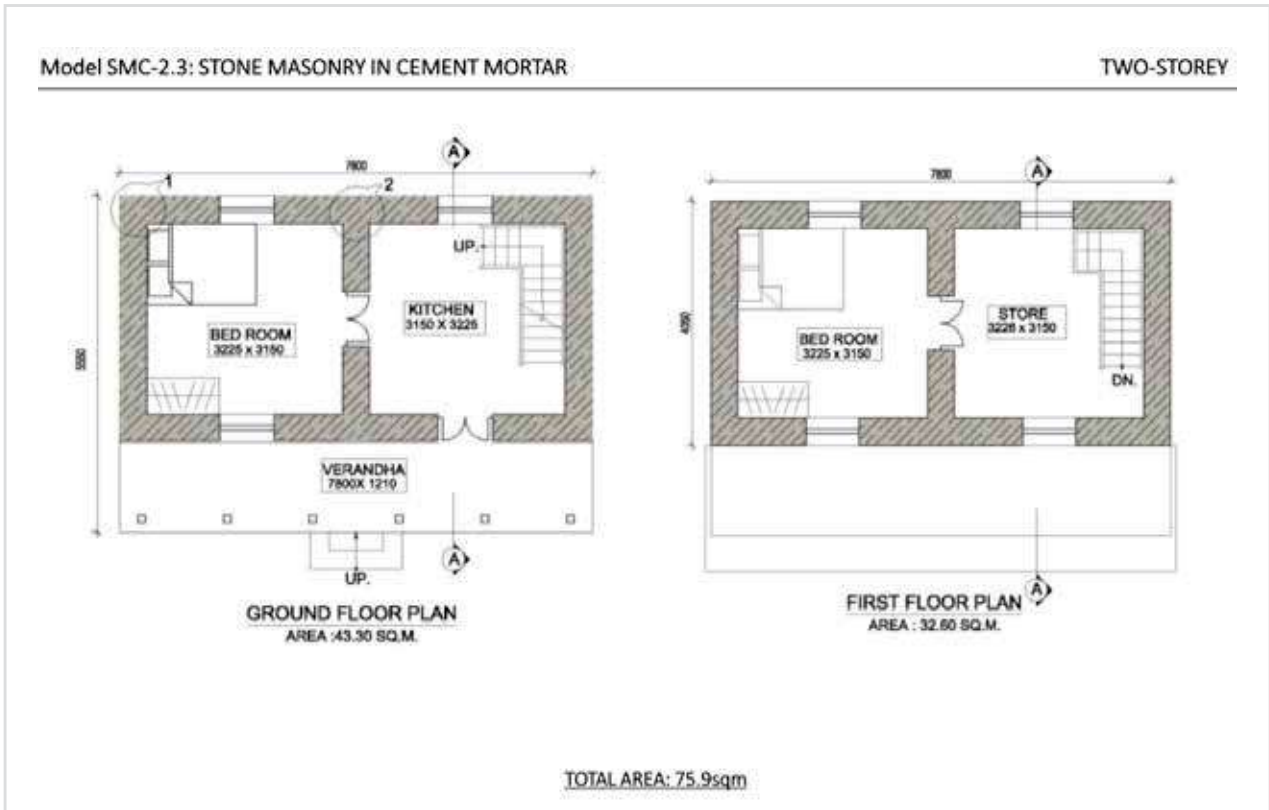 Model SMC-2.3: STONE MASONRY IN CEMENT MORTAR
TWO-STOREY
A
7800
1
2
UP.
KITCHEN
3150 X 3225
BED ROOM
3225 x 3150
5550
VERANDHA
7800X 1210
UP.
A
GROUND FLOOR PLAN
AREA :43.30 SQ.M.
A
7800
STORE
3225 x 3150
BED ROOM
3225 x 3150
DN.
A
FIRST FLOOR PLAN
AREA : 32.60 SQ.M.
TOTAL AREA: 75.9sqm